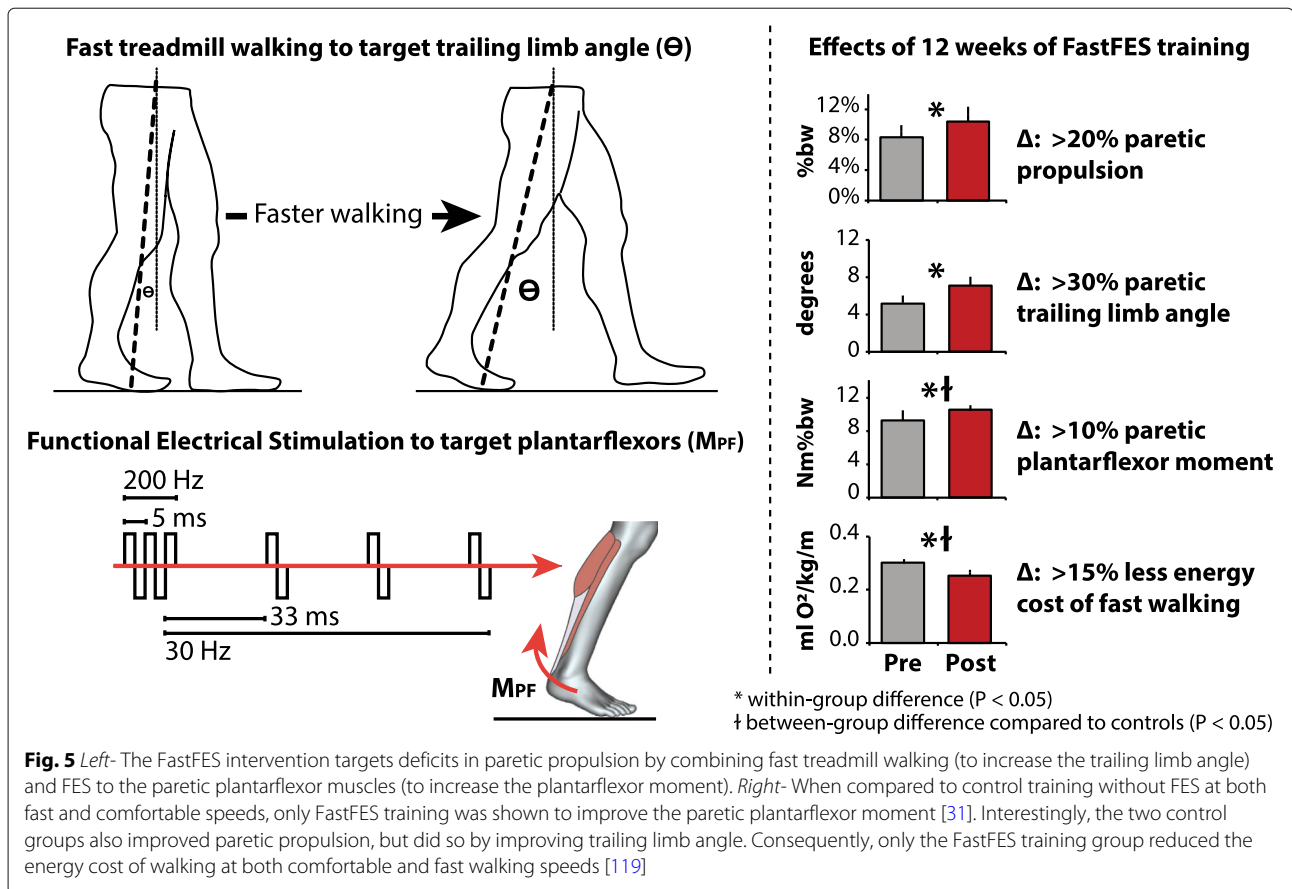 Fast treadmill walking to target trailing limb angle (Ɵ)
Ɵ
Faster walking
Ɵ
Functional Electrical Stimulation to target plantarflexors (MPF)
200 Hz
5 ms
33 ms
30 Hz
MPF
Effects of 12 weeks of FastFES training
%bw
12%
8%
4%
0%
*
Δ: >20% paretic
propulsion
degrees
12
8
4
0
*
Δ: >30% paretic
trailing limb angle
Nm%bw
12
8
4
0
*ƚ
Δ: >10% paretic
plantarflexor moment
ml O²/kg/m
0.4
0.2
0.0
*ƚ
Δ: >15% less energy
cost of fast walking
Pre Post
* within-group difference (P < 0.05)
ƚ between-group difference compared to controls (P < 0.05)
Fig. 5 Left- The FastFES intervention targets deficits in paretic propulsion by combining fast treadmill walking (to increase the trailing limb angle)
and FES to the paretic plantarflexor muscles (to increase the plantarflexor moment). Right- When compared to control training without FES at both
fast and comfortable speeds, only FastFES training was shown to improve the paretic plantarflexor moment [31]. Interestingly, the two control
groups also improved paretic propulsion, but did so by improving trailing limb angle. Consequently, only the FastFES training group reduced the
energy cost of walking at both comfortable and fast walking speeds [119]